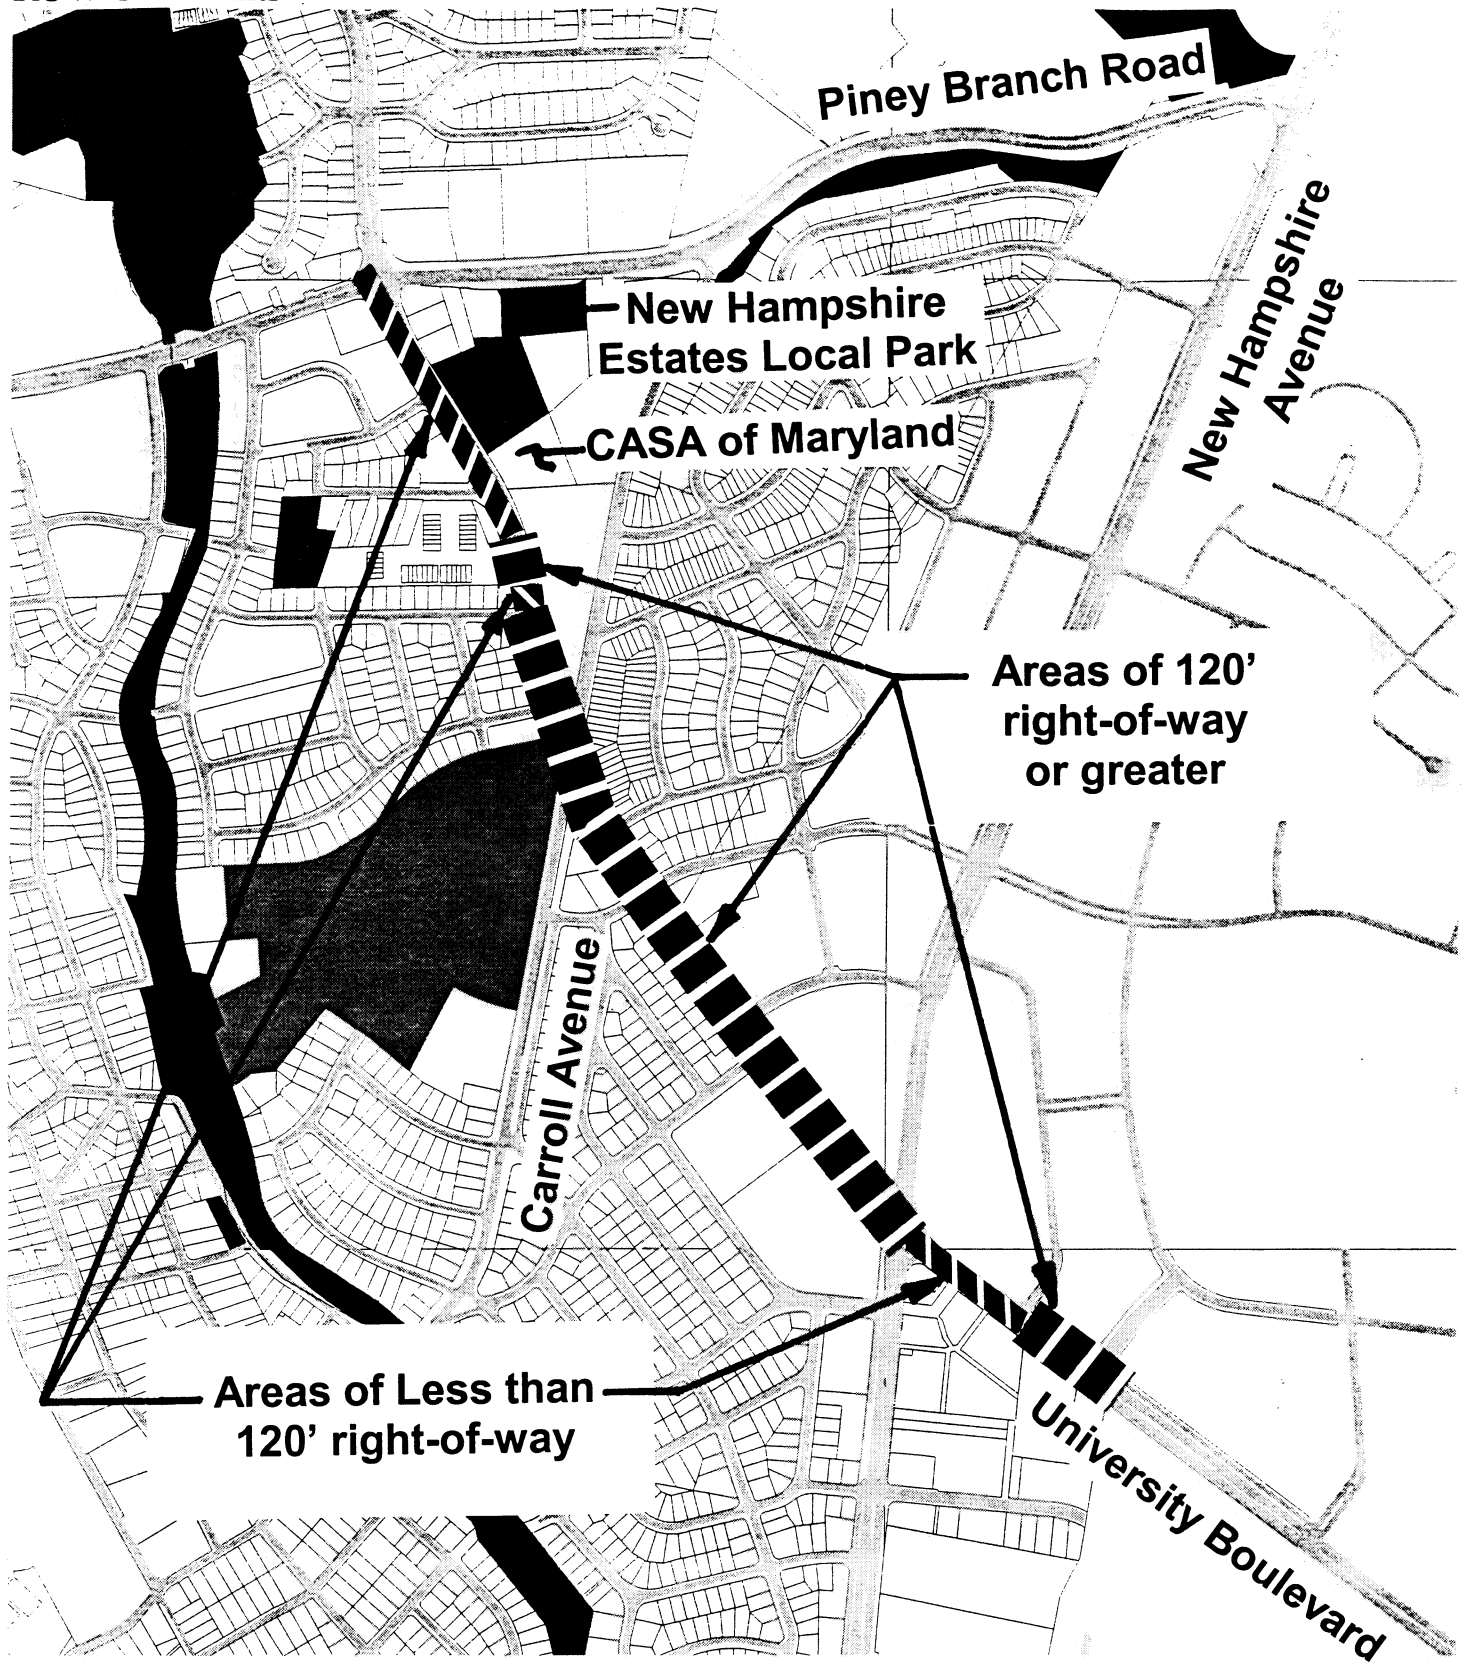 Piney Branch Road
New Hampshire
Avenue
New Hampshire
Estates Local Park
CASA of Maryland
Areas of 120’
right-of-way
or greater
Carroll Avenue
Areas of Less than
120’ right-of-way
University Boulevard